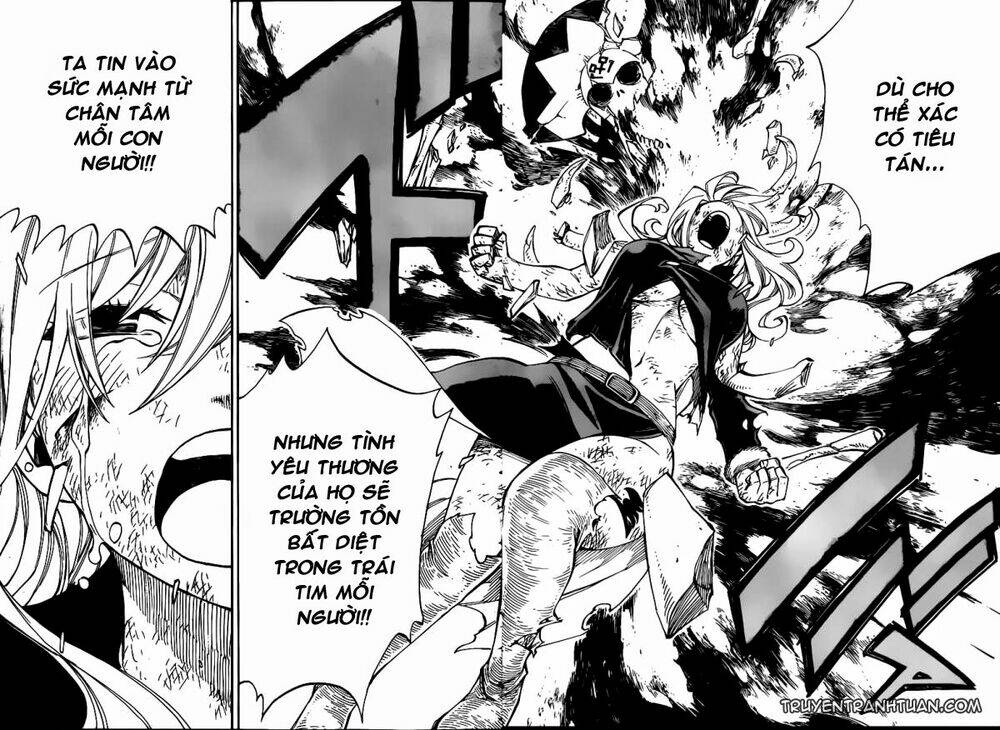 DÙ CHO
THỂ XÁC
CÓ TIÊU
TÁN...
NHƯNG TÌNH
YÊU THƯƠNG
CỦA HỌ SẼ
TRƯỜNG TỒN
BẤT DIỆT
TRONG TRÁI
TIM MỖI
NGƯỜI!!
TA TIN VÀO
SỨC MẠNH TỪ
CHÂN TÂM
MỖI CON
NGƯỜI!!
TRUYENTRANHTUAN.COM